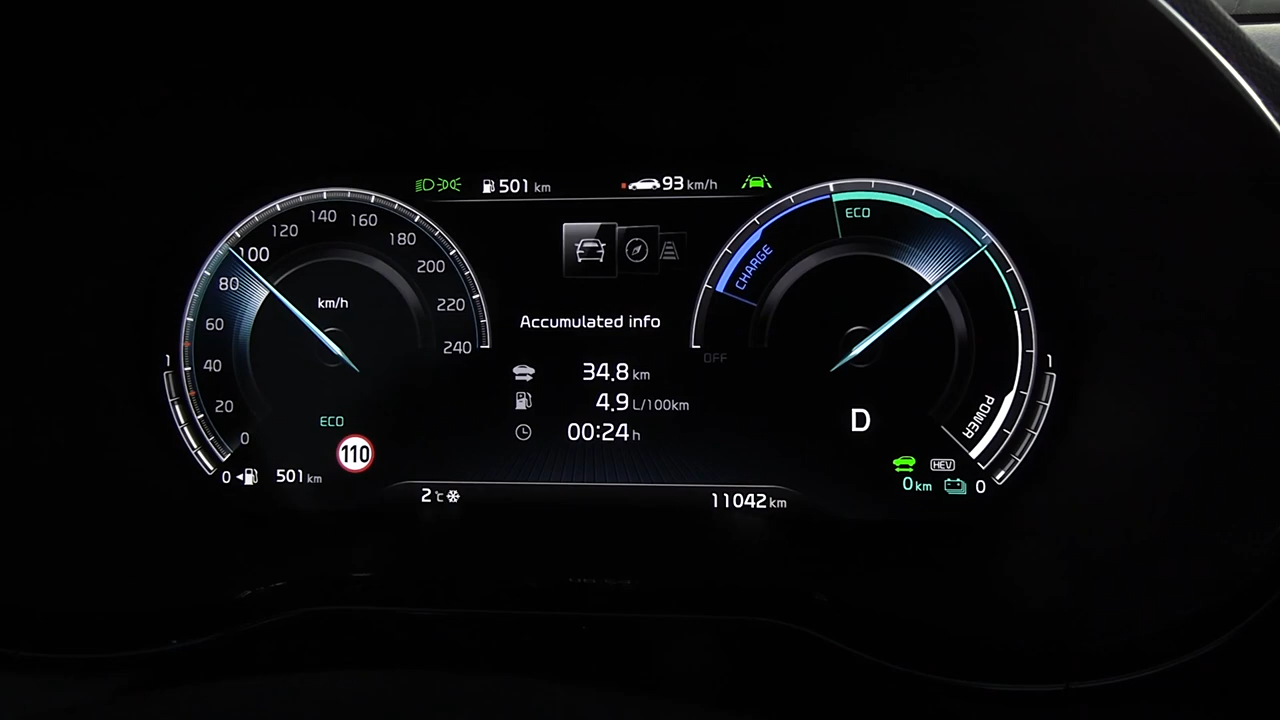 501 km
93 km/h
140
120
160
100
180
80
200
60
220
40
240
20
0
km/h
ECO
110
1
0
501 km
Accumulated info
34.8 km
4.9 L/100km
00:24 h
2 °C
11042 km
CHARGE
ECO
POWER
OFF
D
HEV
0 km
1
0